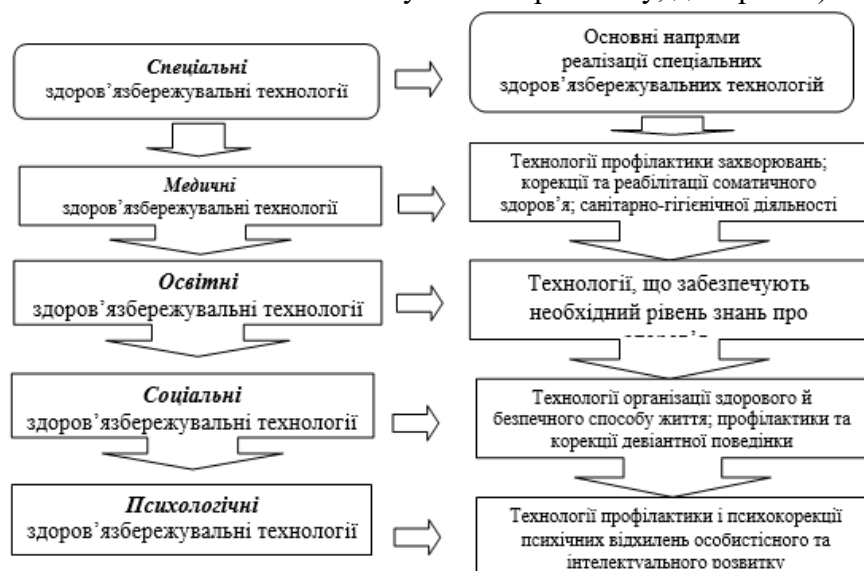 Спеціальні
здоров’язбережувальні технології
Основні напрями
реалізації спеціальних
здоров’язбережувальних технологій
Медичні
здоров’язбережувальні технології
Технології профілактики захворювань;
корекції та реабілітації соматичного
здоров’я; санітарно-гігієнічної діяльності
Освітні
здоров’язбережувальні технології
Технології, що забезпечують
необхідний рівень знань про
Соціальні
здоров’язбережувальні технології
Технології організації здорового й
безпечного способу життя; профілактики та
корекції девіантної поведінки
Психологічні
здоров’язбережувальні технології
Технології профілактики і психокорекції
психічних відхилень особистісного та
інтелектуального розвитку